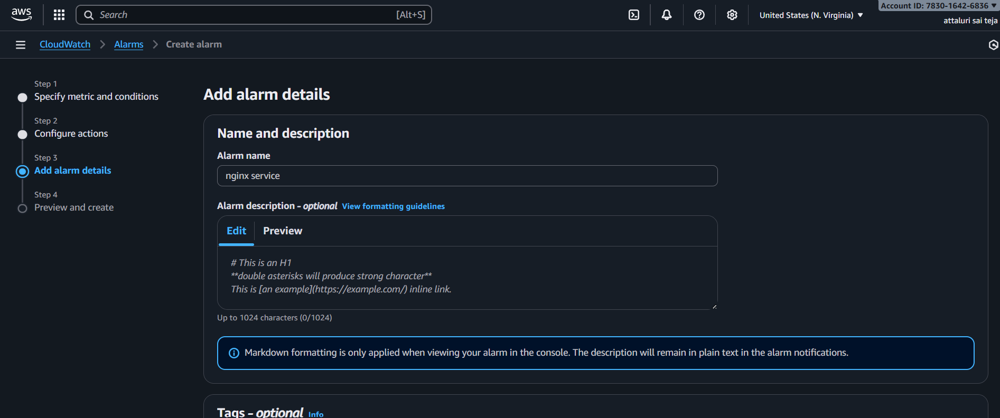 aws
Search [Alt+S]
United States (N. Virginia)
Account ID: 7830-1642-6836
attaluri sai teja
CloudWatch
Alarms
Create alarm
Step 1
Specify metric and conditions
Step 2
Configure actions
Step 3
Add alarm details
Step 4
Preview and create
Add alarm details
Name and description
Alarm name
nginx service
Alarm description - optional View formatting guidelines
Edit
Preview
# This is an H1
**double asterisks will produce strong character**
This is [an example](https://example.com/) inline link.
Up to 1024 characters (0/1024)
Markdown formatting is only applied when viewing your alarm in the console. The description will remain in plain text in the alarm notifications.
Tags - optional Info